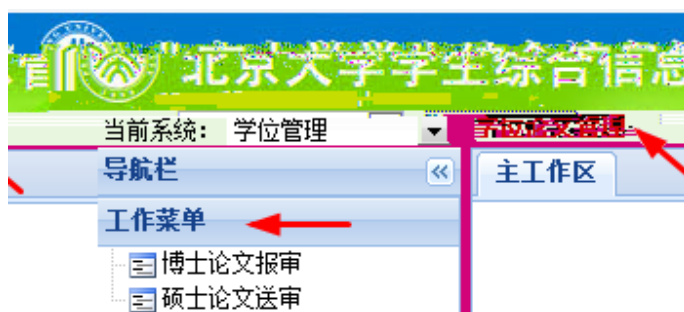 北京大学学生综合信息
当前系统： 学位管理
导航栏
主工作区
工作菜单
博士论文报审
硕士论文送审